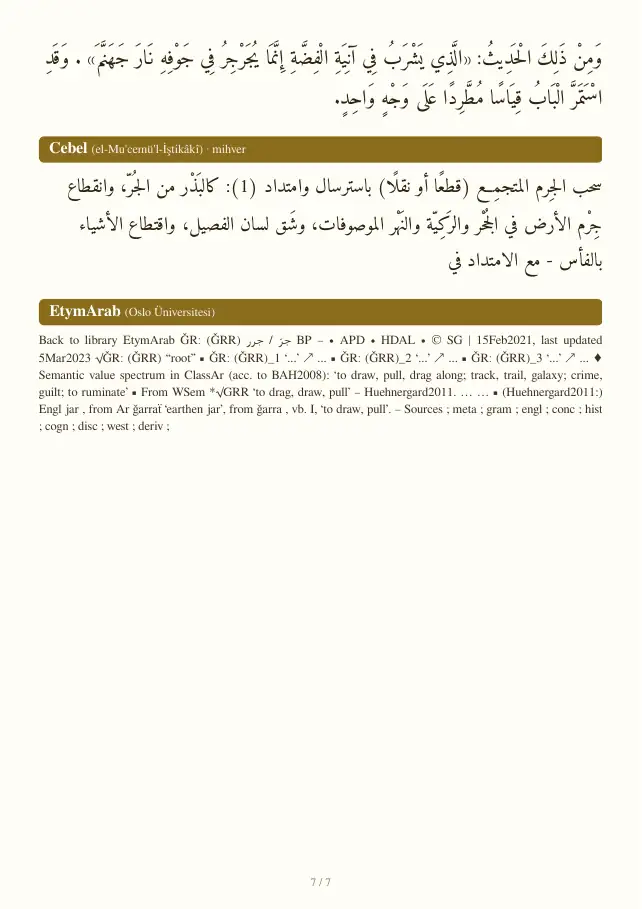 وَمِنْ ذَلِكَ الْحَدِيثُ: «الَّذِي يَشْرَبُ فِي آنِيَةِ الْفِضَّةِ إِنَّمَا يُجَرْجِرُ فِي جَوْفِهِ نَارَ جَهَنَّمَ» . وَقَدِ
اسْتَمَرَّ الْبَابُ قِيَاسًا مُطَّرِدًا عَلَى وَجْهٍ وَاحِدٍ.
Cebel (el-Mu'cemü'l-İştikâkî) · mihver
سحب الجِرم المتجمِـع (قطعًا أو نقلًا) باسترسال وامتداد (1): كالبَذْر من الجُرّ، وانقطاع
جِرْم الأرض في الجُحْر والرَكِيّة والنَهْر الموصوفات، وشَق لسان الفصيل، واقتطاع الأشياء
بالفأس - مع الامتداد في
EtymArab (Oslo Üniversitesi)
Back to library EtymArab ǦR: (ǦRR) جرّ / جرر BP – • APD • HDAL • © SG | 15Feb2021, last updated
5Mar2023 √ǦR: (ǦRR) “root” ▪ ǦR: (ǦRR)_1 ‘...’ ↗ ... ▪ ǦR: (ǦRR)_2 ‘...’ ↗ ... ▪ ǦR: (ǦRR)_3 ‘...’ ↗ ... ♦
Semantic value spectrum in ClassAr (acc. to BAH2008): ‘to draw, pull, drag along; track, trail, galaxy; crime,
guilt; to ruminate’ ▪ From WSem *√GRR ‘to drag, draw, pull’ – Huehnergard2011. … … ▪ (Huehnergard2011:)
Engl jar , from Ar ǧarraẗ ‘earthen jar’, from ǧarra , vb. I, ‘to draw, pull’. – Sources ; meta ; gram ; engl ; conc ; hist
; cogn ; disc ; west ; deriv ;
7 / 7